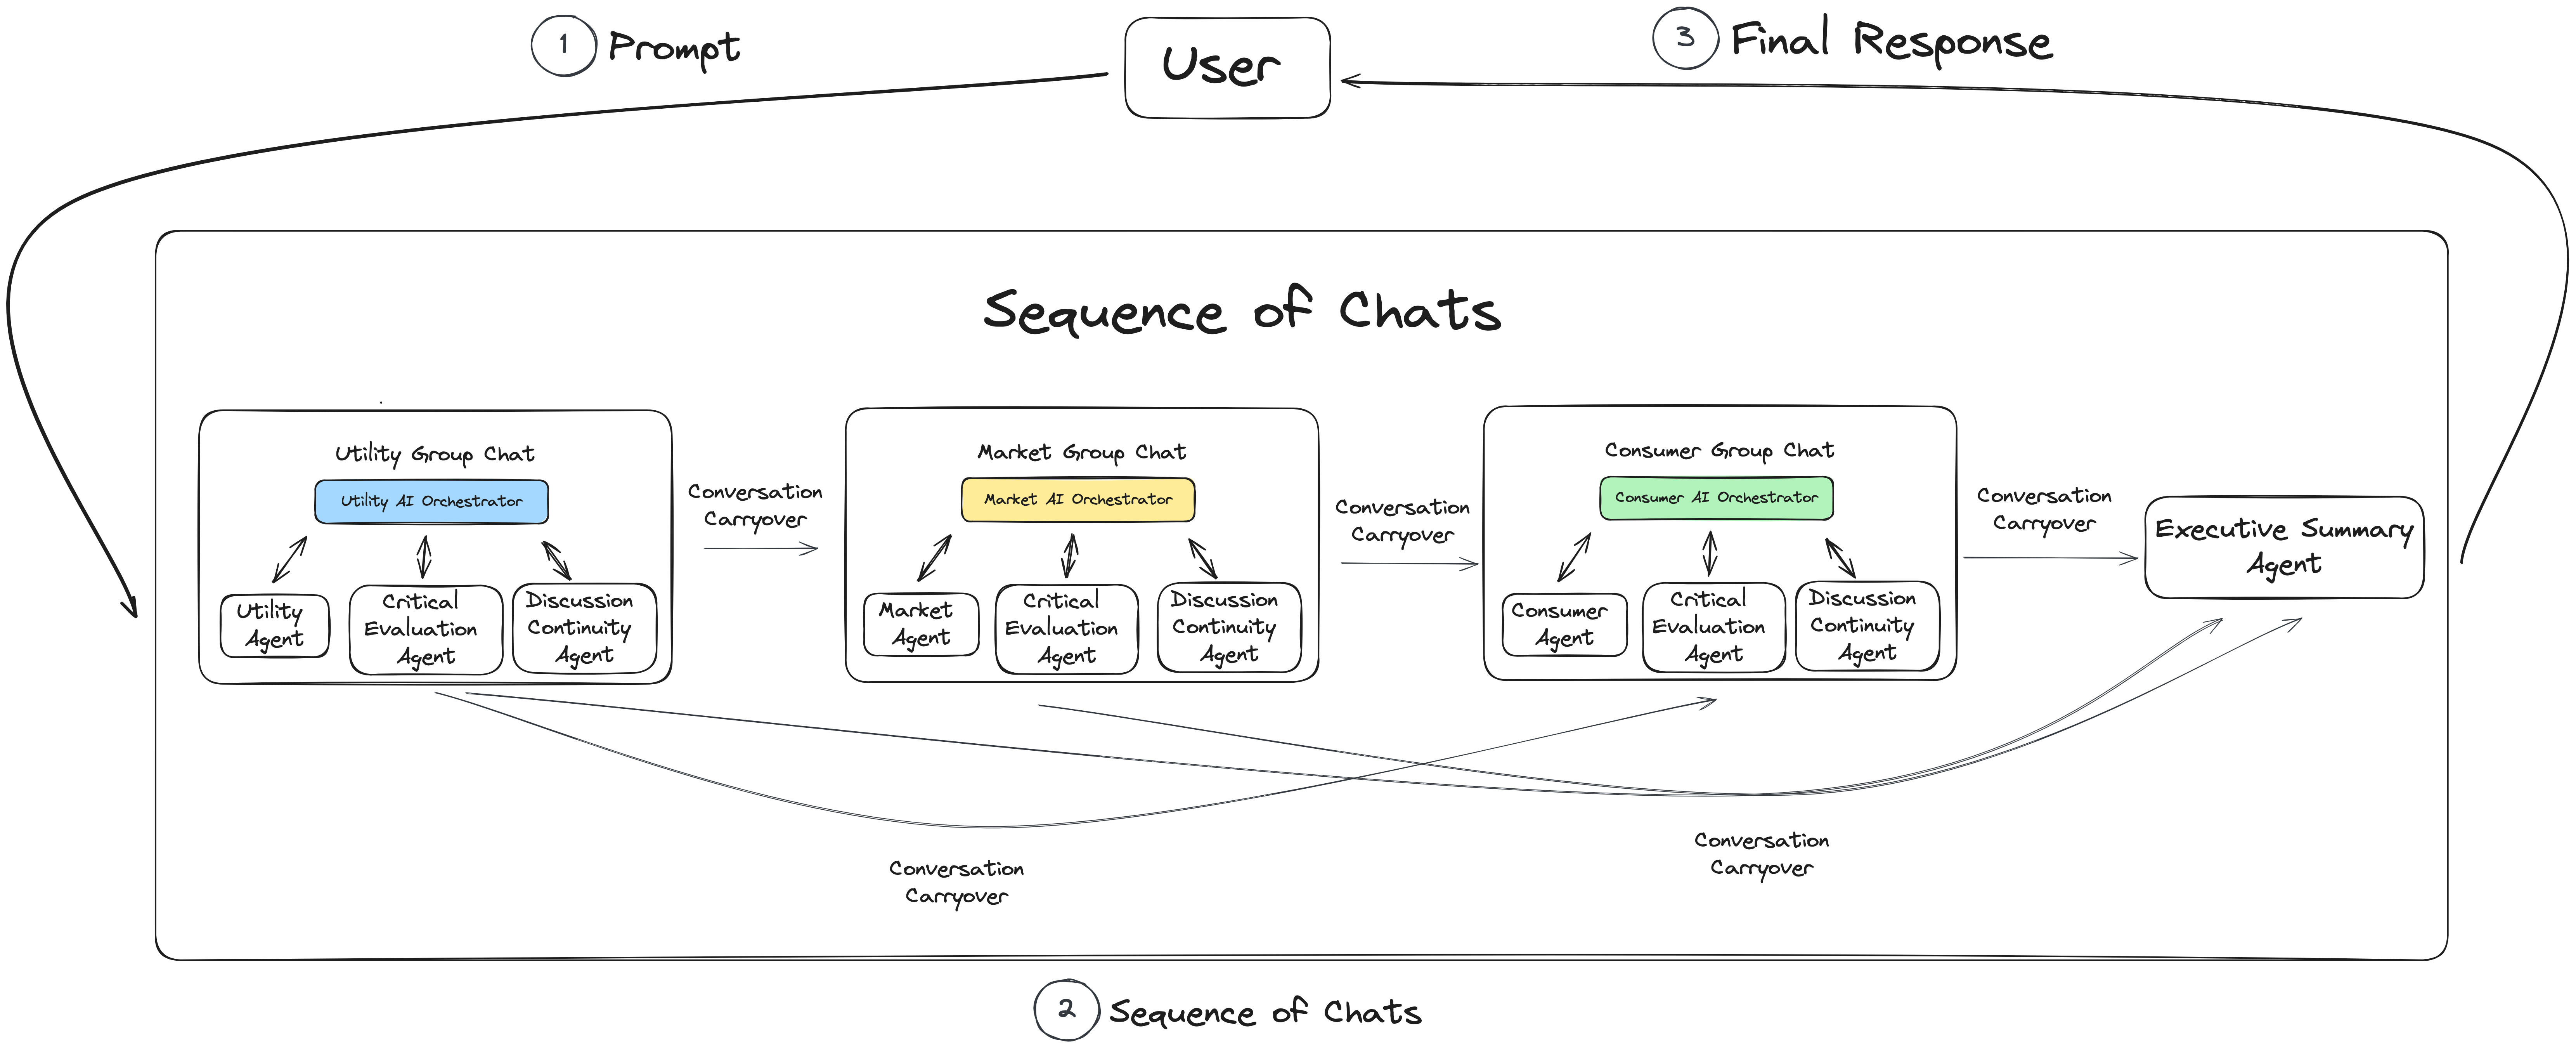 1 Prompt
User
3 Final Response
Sequence of Chats
Utility Group Chat
Utility AI Orchestrator
Utility
Agent
Critical
Evaluation
Agent
Discussion
Continuity
Agent
Conversation
Carryover
Market Group Chat
Market AI Orchestrator
Market
Agent
Critical
Evaluation
Agent
Discussion
Continuity
Agent
Conversation
Carryover
Consumer Group Chat
Consumer AI Orchestrator
Consumer
Agent
Critical
Evaluation
Agent
Discussion
Continuity
Agent
Conversation
Carryover
Executive Summary
Agent
Conversation
Carryover
Conversation
Carryover
2 Sequence of Chats